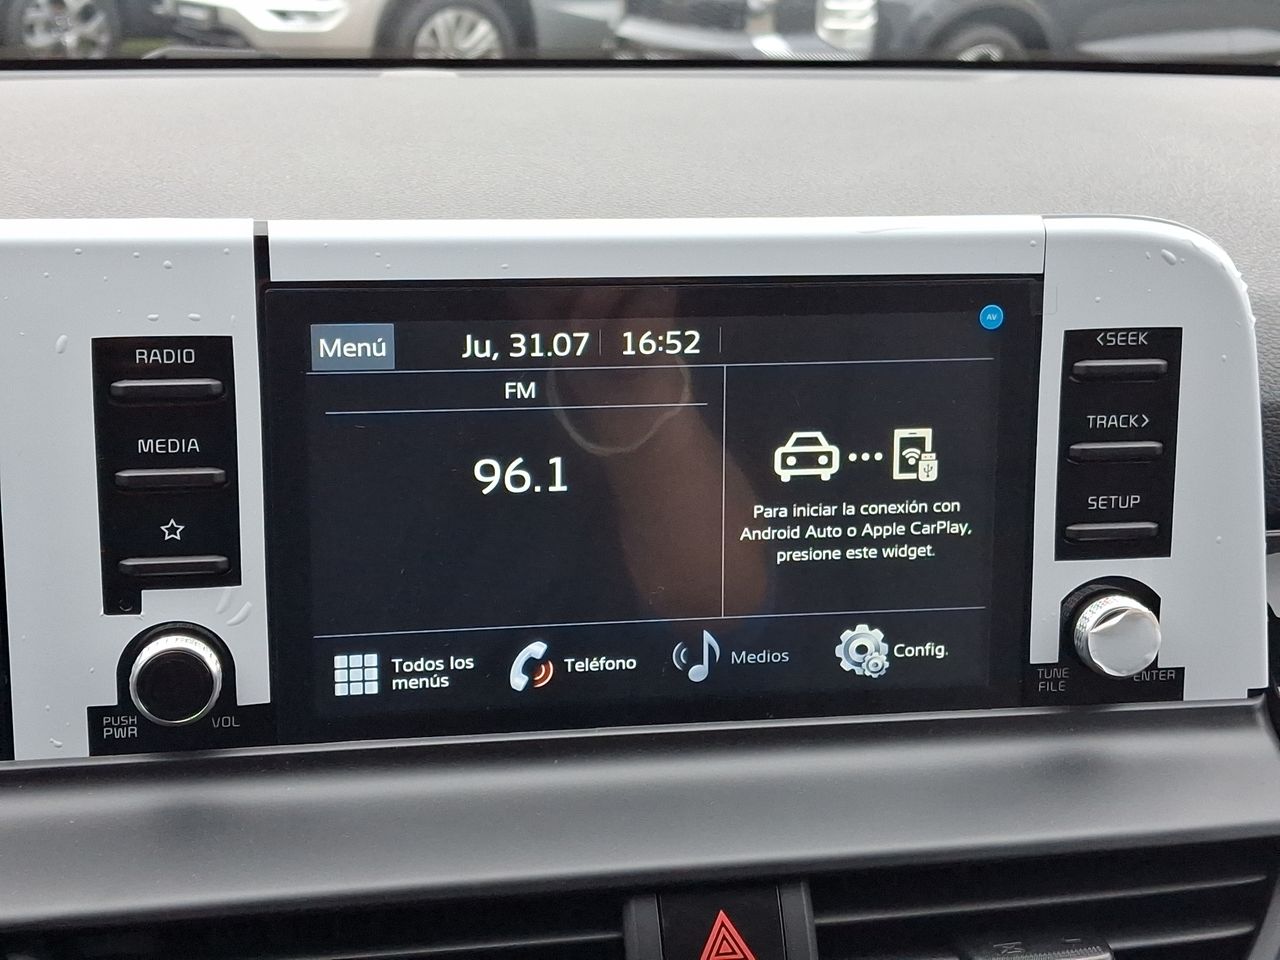 RADIO
MEDIA
PUSH
PWR
VOL
Menú
Ju, 31.07
16:52
AV
FM
96.1
Para iniciar la conexión con
Android Auto o Apple CarPlay,
presione este widget.
Todos los
menús
Teléfono
Medios
Config.
<SEEK
TRACK>
SETUP
TUNE
FILE
ENTER